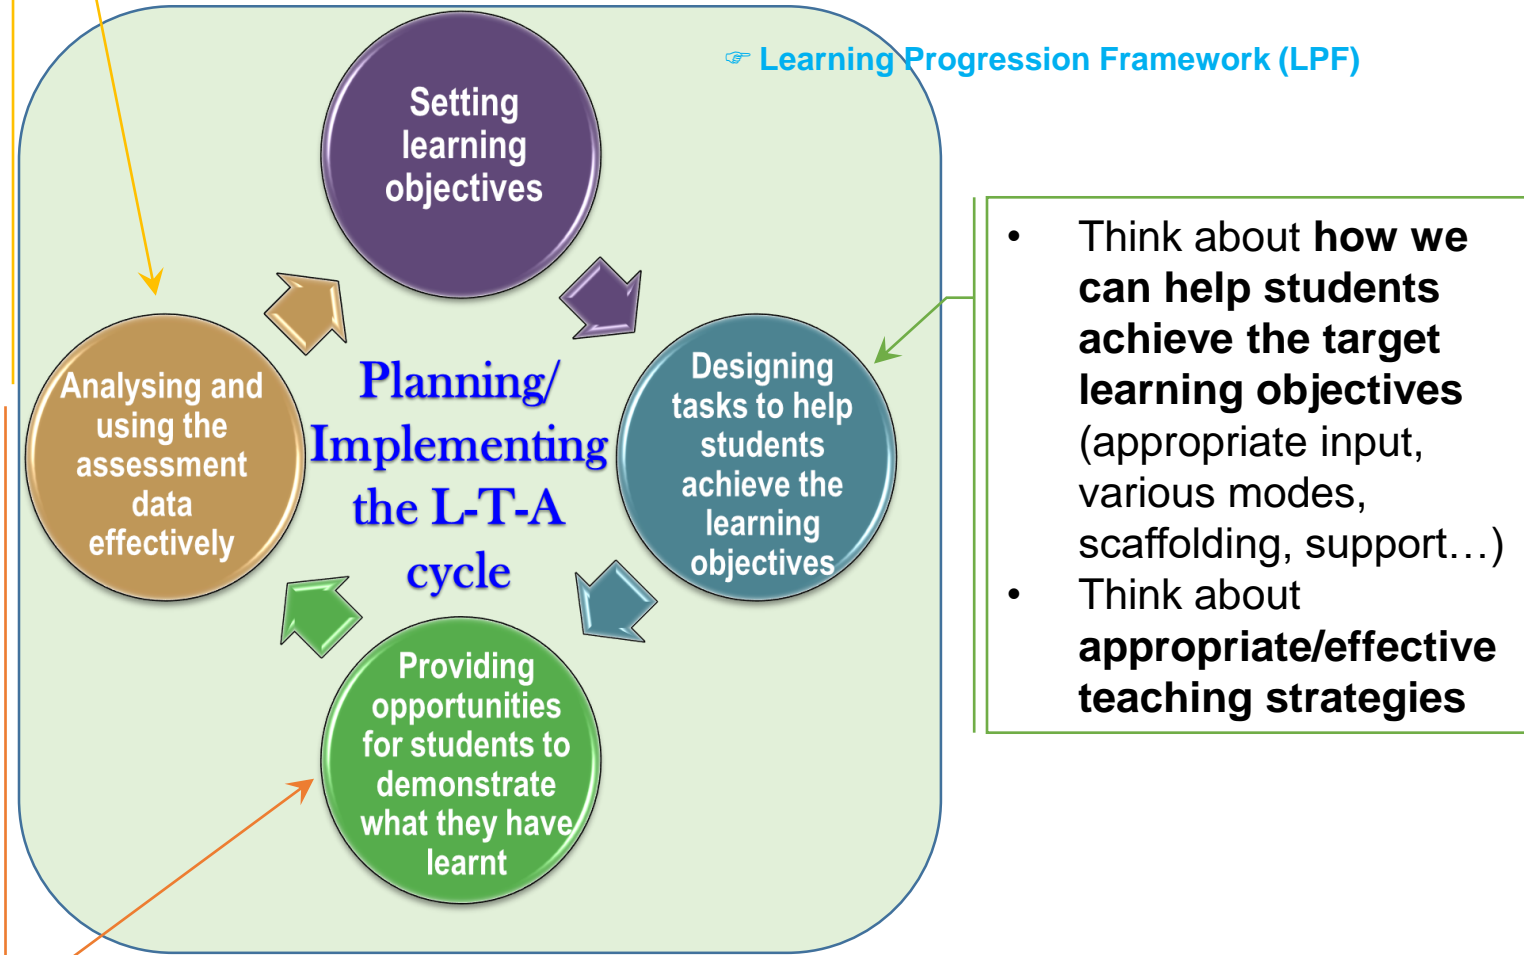 ☞ Learning Progression Framework (LPF)
Setting
learning
objectives
Designing
tasks to help
students
achieve the
learning
objectives
Providing
opportunities
for students to
demonstrate
what they have
learnt
Analysing and
using the
assessment
data
effectively
Planning/
Implementing
the L-T-A
cycle
• Think about how we
can help students
achieve the target
learning objectives
(appropriate input,
various modes,
scaffolding, support…)
• Think about
appropriate/effective
teaching strategies